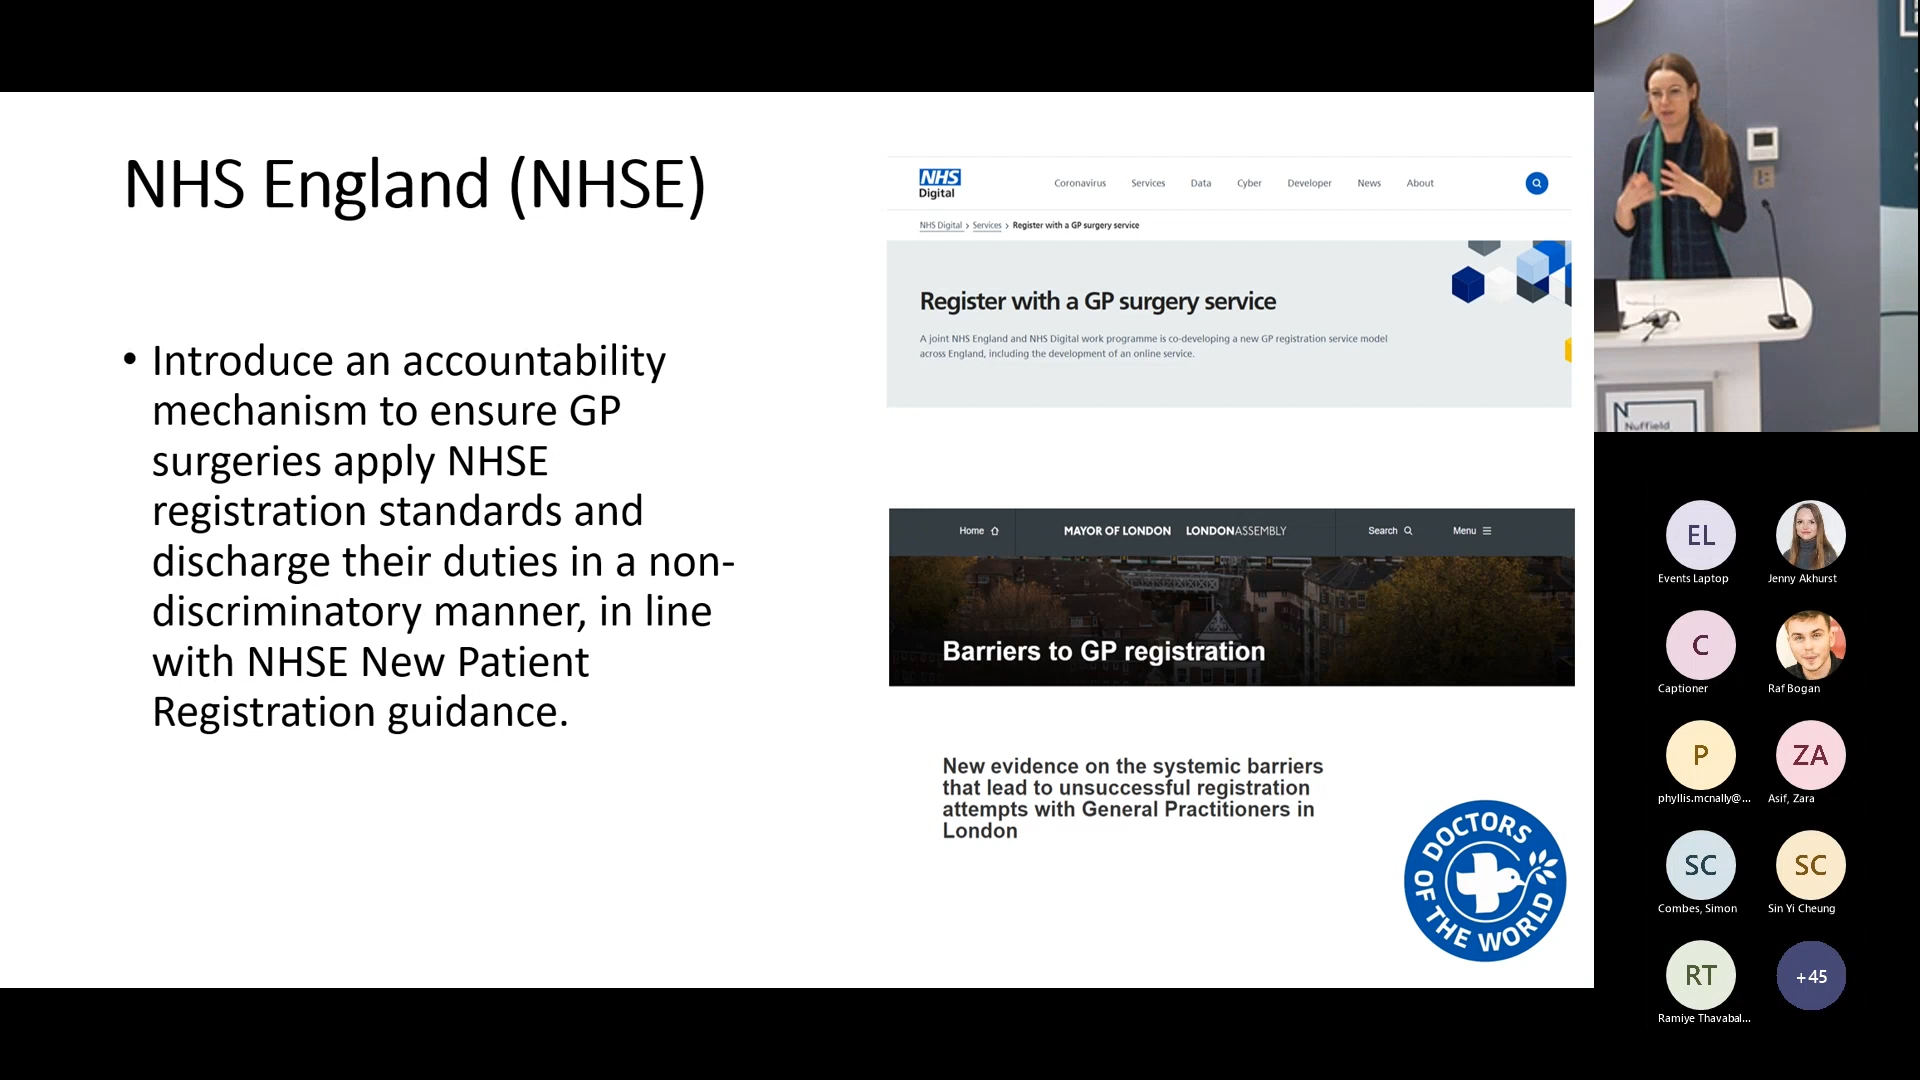 NHS England (NHSE)
• Introduce an accountability
mechanism to ensure GP
surgeries apply NHSE
registration standards and
discharge their duties in a non-
discriminatory manner, in line
with NHSE New Patient
Registration guidance.
NHS
Digital
Coronavirus Services Data Cyber Developer News About
NHS Digital > Services > Register with a GP surgery service
Register with a GP surgery service
A joint NHS England and NHS Digital work programme is co-developing a new GP registration service model
across England, including the development of an online service.
Home MAYOR OF LONDON LONDONASSEMBLY Search Menu
Barriers to GP registration
New evidence on the systemic barriers
that lead to unsuccessful registration
attempts with General Practitioners in
London
DOCTORS OF THE WORLD
N
Nuffield
EL
Events Laptop
Jenny Akhurst
C
Captioner
Raf Bogan
P
phyllis.mcnally@...
ZA
Asif, Zara
SC
Combes, Simon
SC
Sin Yi Cheung
RT
Ramiye Thavabal...
+45